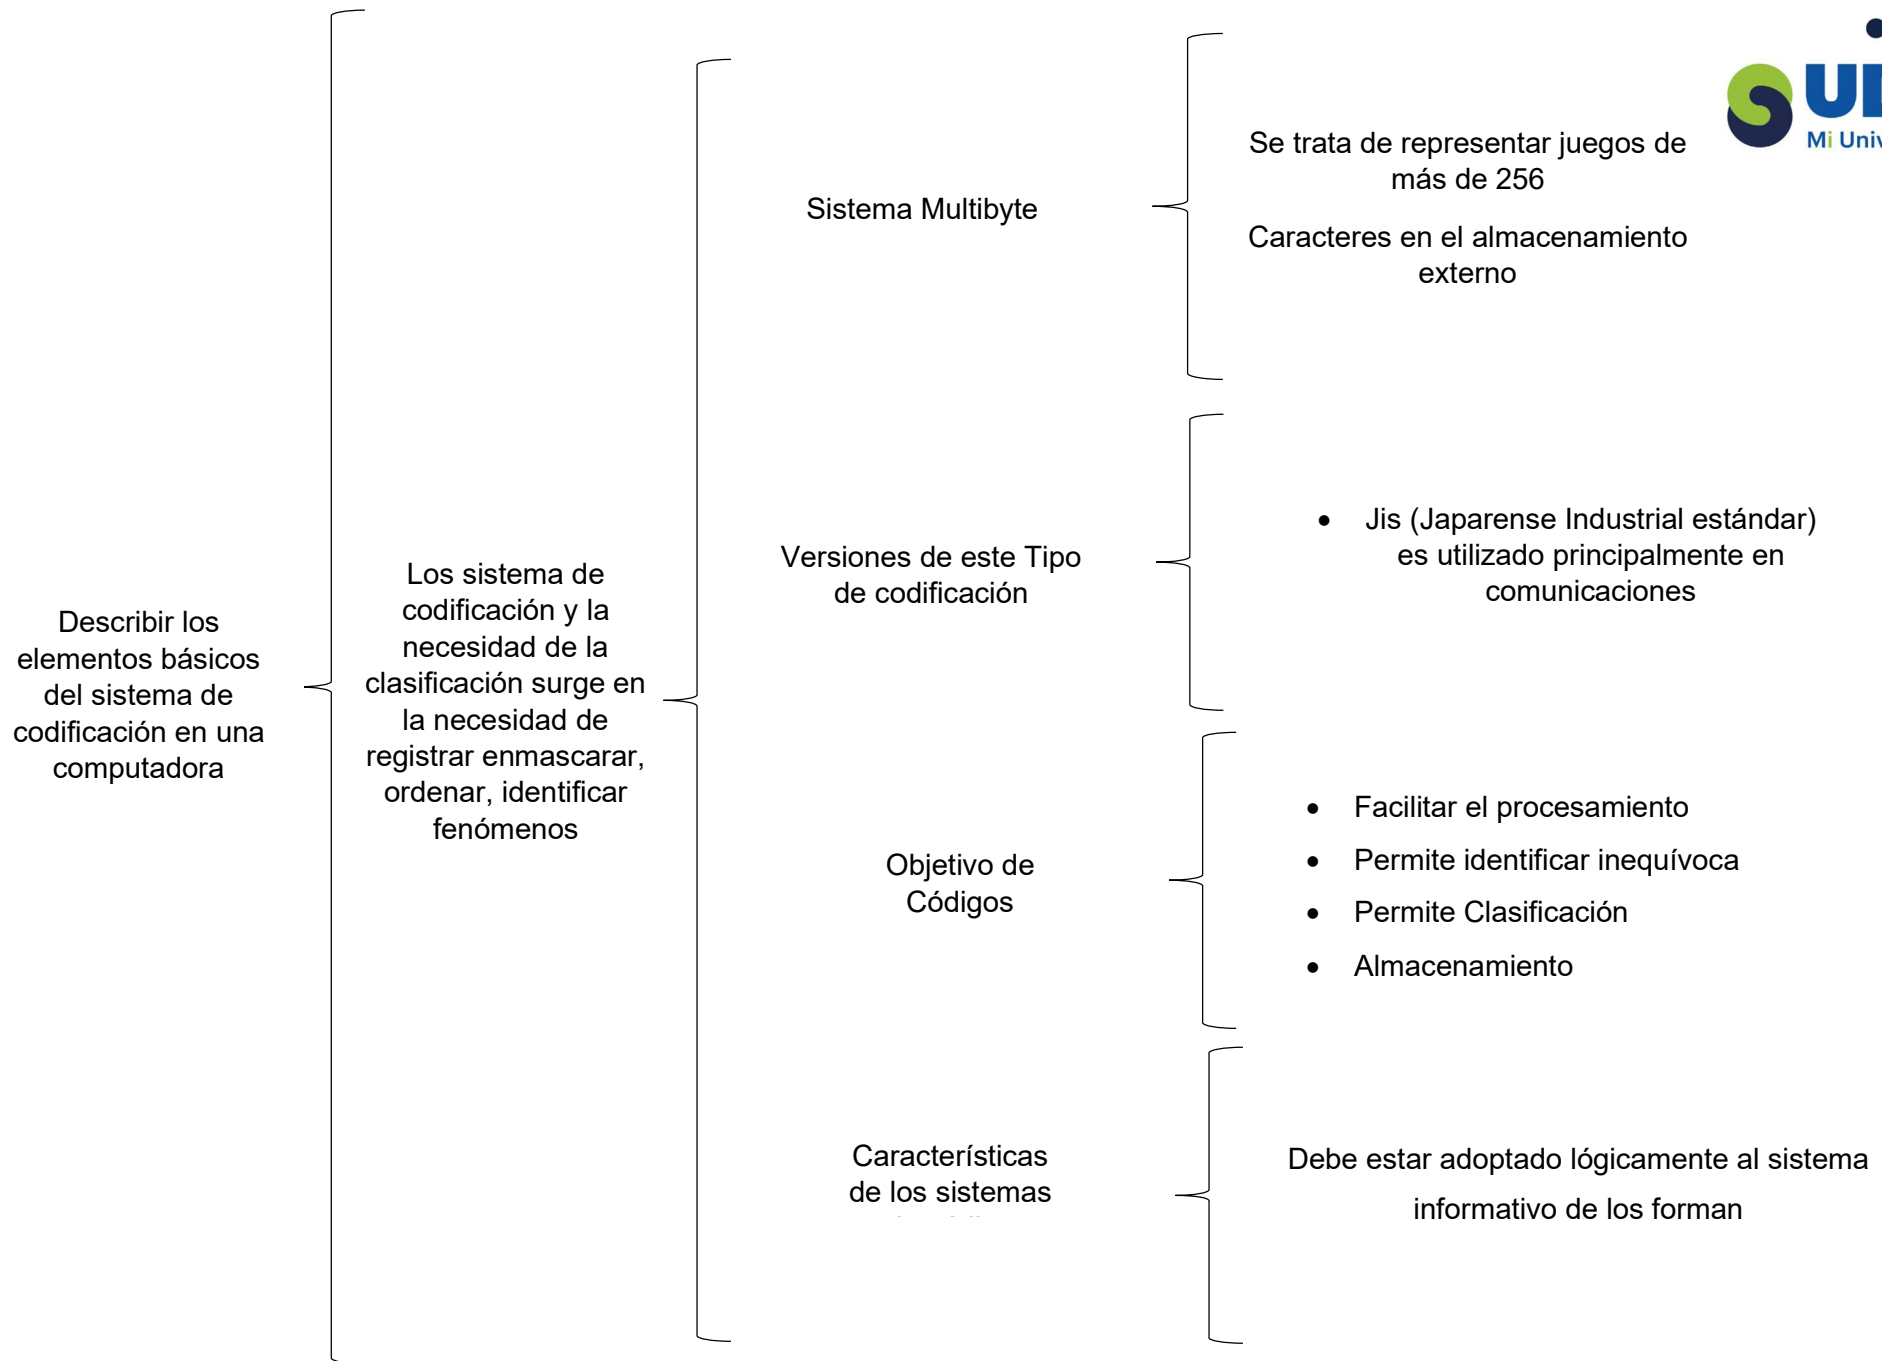 Describir los
elementos básicos
del sistema de
codificación en una
computadora
Los sistema de
codificación y la
necesidad de la
clasificación surge en
la necesidad de
registrar enmascarar,
ordenar, identificar
fenómenos
Sistema Multibyte
Se trata de representar juegos de
más de 256
Caracteres en el almacenamiento
externo
Versiones de este Tipo
de codificación
• Jis (Japarense Industrial estándar)
es utilizado principalmente en
comunicaciones
Objetivo de
Códigos
• Facilitar el procesamiento
• Permite identificar inequívoca
• Permite Clasificación
• Almacenamiento
Característícas
de los sistemas
Debe estar adoptado lógicamente al sistema
informativo de los forman
Mi